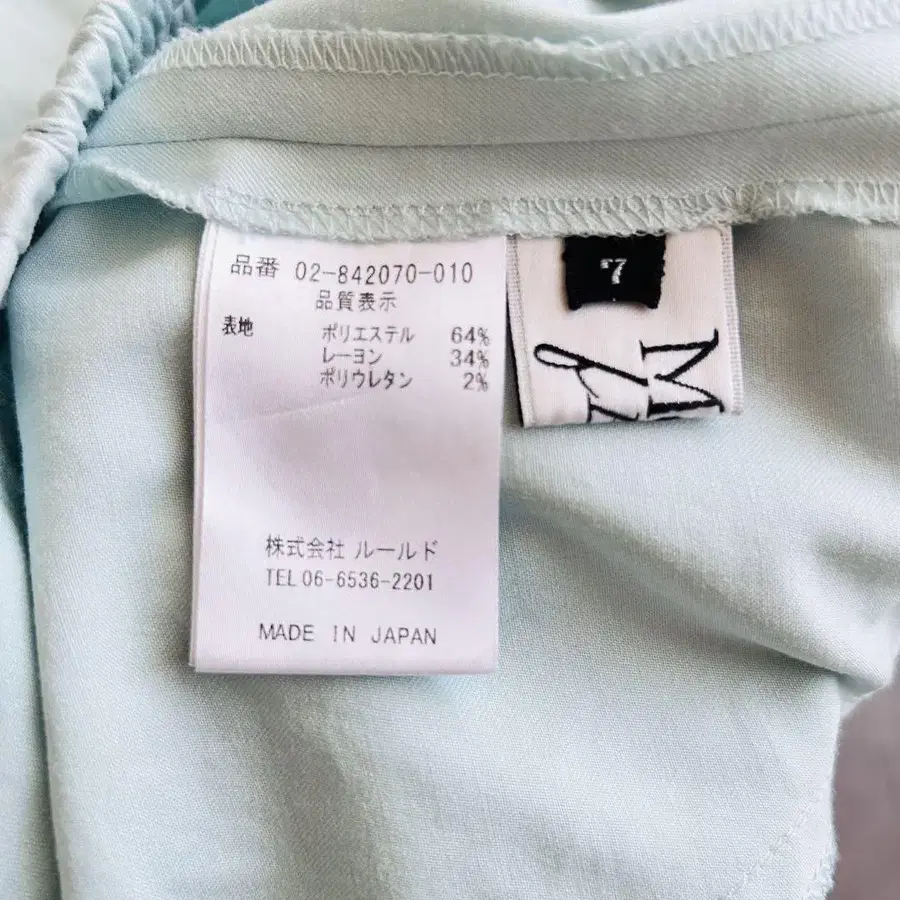 品番 02-842070-010
品質表示
表地 ポリエステル 64%
レーヨン 34%
ポリウレタン 2%
株式会社 ルールド
TEL 06-6536-2201
MADE IN JAPAN
7